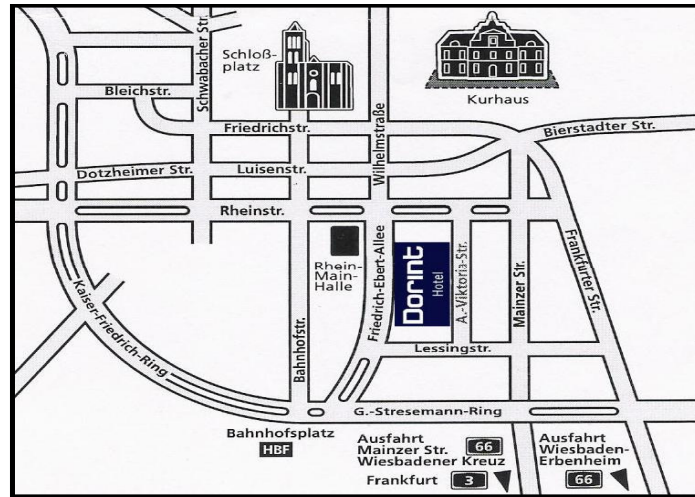 Schwabacher Str.
Schloß-
platz
Kurhaus
Bleichstr.
Friedrichstr.
Wilhelmstraße
Bierstadter Str.
Dotzheimer Str.
Luisenstr.
Rheinstr.
Rhein-
Main-
Halle
Friedrich-Ebert-Allee
Dorint
Hotel
A.-Viktoria-Str.
Mainzer Str.
Frankfurter Str.
Kaiser-Friedrich-Ring
Bahnhofstr.
Lessingstr.
G.-Stresemann-Ring
Bahnhofsplatz
HBF
Ausfahrt
Mainzer Str. 66
Wiesbadener Kreuz
Frankfurt 3
Ausfahrt
Wiesbaden-
Erbenheim
66